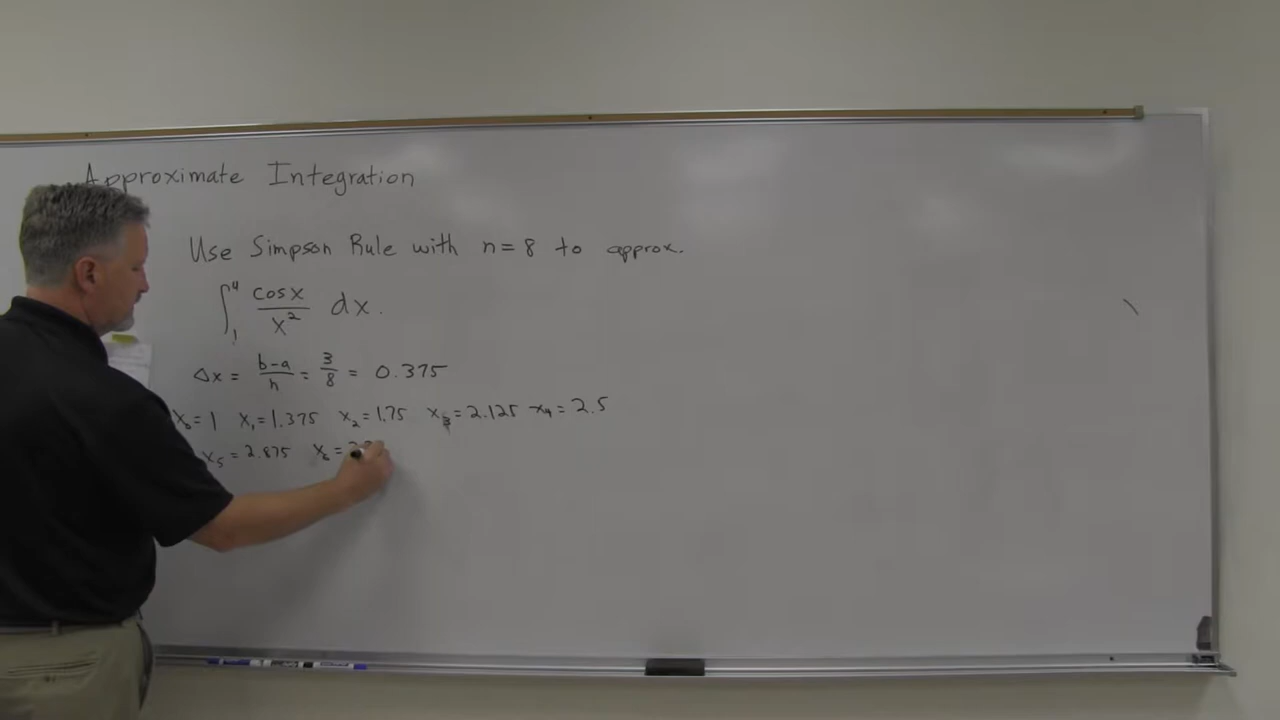 Approximate Integration
Use Simpson Rule with n=8 to approx.
∫₁⁴ cosx/x² dx.
Δx = b-a/n = 3/8 = 0.375
x₀=1 x₁=1.375 x₂=1.75 x₃=2.125 x₄=2.5
x₅=2.875 x₆=